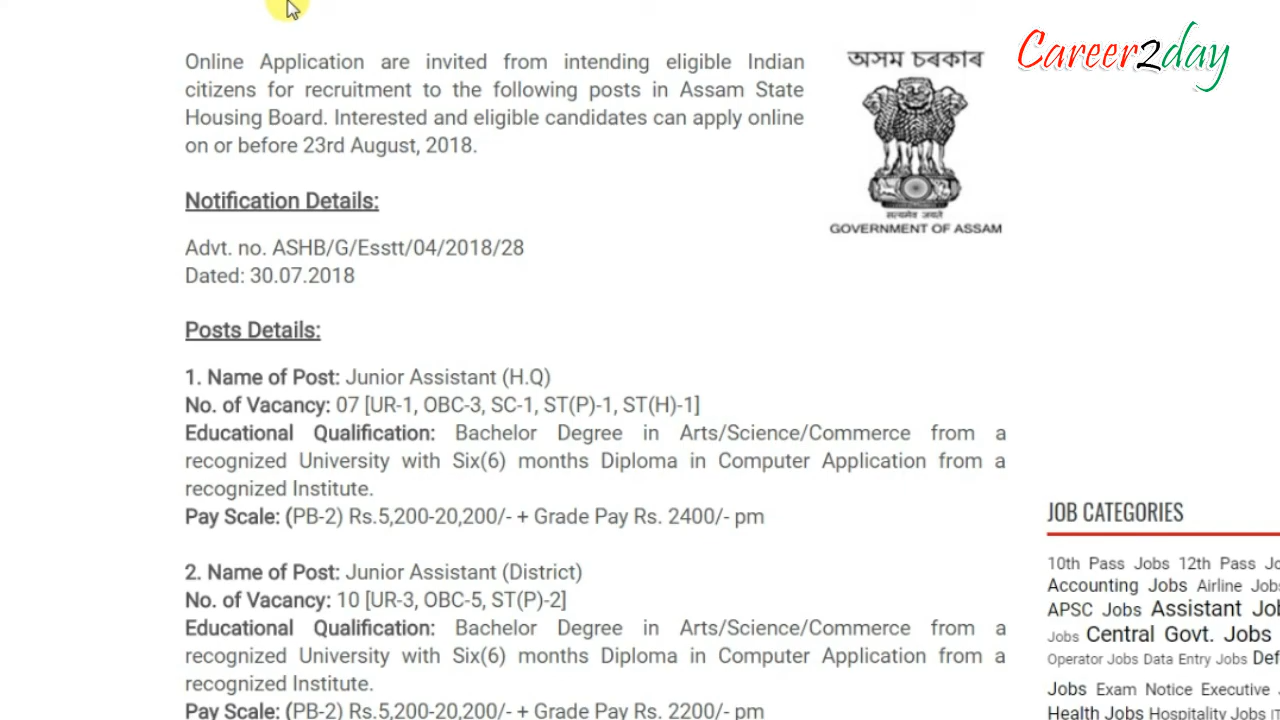 Career2day
Online Application are invited from intending eligible Indian
citizens for recruitment to the following posts in Assam State
Housing Board. Interested and eligible candidates can apply online
on or before 23rd August, 2018.
অসম চৰকাৰ
सत्यमेव जयते
GOVERNMENT OF ASSAM
Notification Details:
Advt. no. ASHB/G/Esstt/04/2018/28
Dated: 30.07.2018
Posts Details:
1. Name of Post: Junior Assistant (H.Q)
No. of Vacancy: 07 [UR-1, OBC-3, SC-1, ST(P)-1, ST(H)-1]
Educational Qualification: Bachelor Degree in Arts/Science/Commerce from a
recognized University with Six(6) months Diploma in Computer Application from a
recognized Institute.
Pay Scale: (PB-2) Rs.5,200-20,200/- + Grade Pay Rs. 2400/- pm
2. Name of Post: Junior Assistant (District)
No. of Vacancy: 10 [UR-3, OBC-5, ST(P)-2]
Educational Qualification: Bachelor Degree in Arts/Science/Commerce from a
recognized University with Six(6) months Diploma in Computer Application from a
recognized Institute.
Pay Scale: (PB-2) Rs.5,200-20,200/- + Grade Pay Rs. 2200/- pm
JOB CATEGORIES
10th Pass Jobs 12th Pass
Accounting Jobs Airline Jobs
APSC Jobs Assistant
Jobs Central Govt. Jobs
Operator Jobs Data Entry Jobs
Jobs Exam Notice Executive
Health Jobs Hospitality Jobs